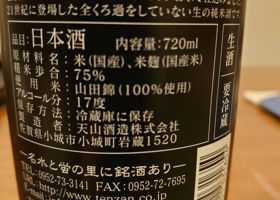 21世紀に登場した全くろ過をしていない生の純米酒です。
品目:日本酒 内容量:720ml
原材料名:米(国産)、米麹(国産米)
精米歩合:75%
原料米:山田錦(100%使用)
アルコール分:17度
保存方法:冷蔵庫に保存
製造者:天山酒造株式会社
佐賀県小城市小城町岩蔵1520
生酒
要冷蔵
―名水と蛍の里に銘酒あり―
TEL.0952-73-3141 FAX.0952-72-7695
http://www.tenzan.co.jp